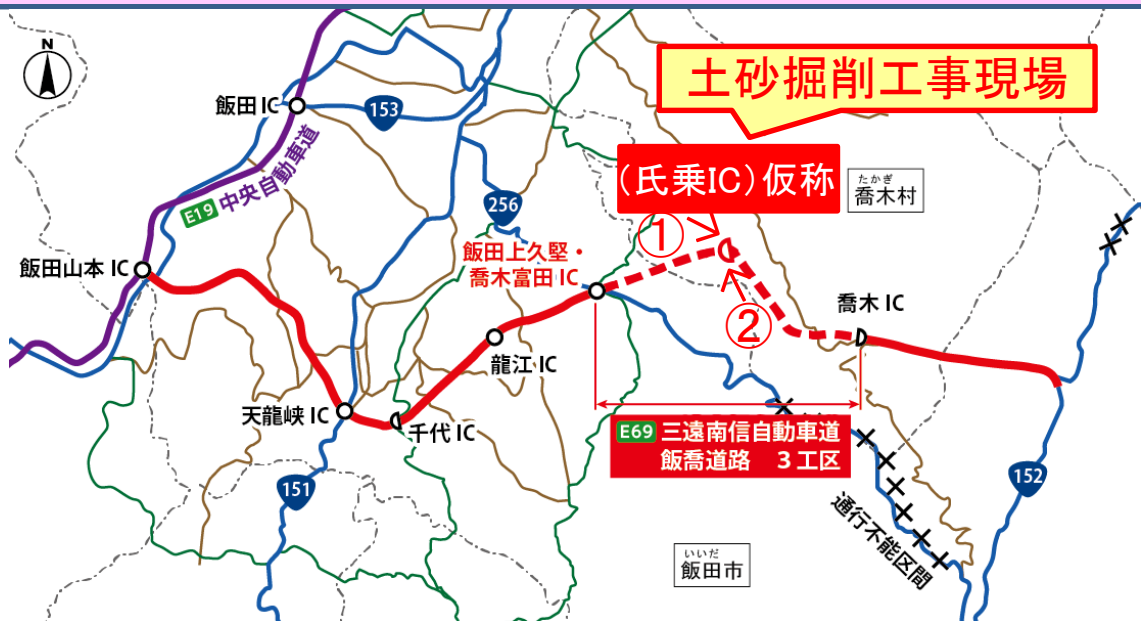 N
土砂掘削工事現場
飯田 IC
153
E19 中央自動車道
(氏乗IC)仮称
たかぎ
喬木村
256
①
飯田上久堅・
喬木富田 IC
飯田山本 IC
②
喬木 IC
龍江 IC
天龍峡 IC
千代 IC
E69 三遠南信自動車道
飯喬道路 3工区
151
152
通行不能区間
いいだ
飯田市